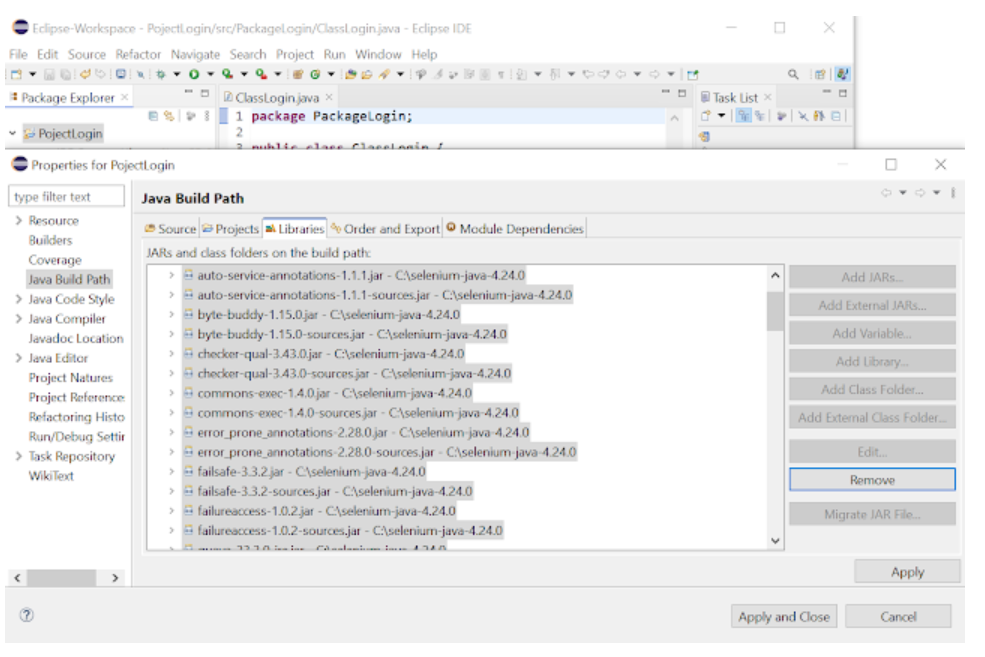 Eclipse-Workspace - PojectLogin/src/PackageLogin/ClassLogin.java - Eclipse IDE
File Edit Source Refactor Navigate Search Project Run Window Help
Package Explorer
ClassLogin.java
Task List
1 package PackageLogin;
PojectLogin
2
3 public class ClassLogin {
Properties for PojectLogin
type filter text
Java Build Path
Resource
Builders
Coverage
Java Build Path
Java Code Style
Java Compiler
Javadoc Location
Java Editor
Project Natures
Project Reference
Refactoring Histo
Run/Debug Settir
Task Repository
WikiText
Source Projects Libraries Order and Export Module Dependencies
JARs and class folders on the build path:
auto-service-annotations-1.1.1.jar - C:\selenium-java-4.24.0
auto-service-annotations-1.1.1-sources.jar - C:\selenium-java-4.24.0
byte-buddy-1.15.0.jar - C:\selenium-java-4.24.0
byte-buddy-1.15.0-sources.jar - C:\selenium-java-4.24.0
checker-qual-3.43.0.jar - C:\selenium-java-4.24.0
checker-qual-3.43.0-sources.jar - C:\selenium-java-4.24.0
commons-exec-1.4.0.jar - C:\selenium-java-4.24.0
commons-exec-1.4.0-sources.jar - C:\selenium-java-4.24.0
error_prone_annotations-2.28.0.jar - C:\selenium-java-4.24.0
error_prone_annotations-2.28.0-sources.jar - C:\selenium-java-4.24.0
failsafe-3.3.2.jar - C:\selenium-java-4.24.0
failsafe-3.3.2-sources.jar - C:\selenium-java-4.24.0
failureaccess-1.0.2.jar - C:\selenium-java-4.24.0
failureaccess-1.0.2-sources.jar - C:\selenium-java-4.24.0
Add JARs...
Add External JARs...
Add Variable...
Add Library...
Add Class Folder...
Add External Class Folder...
Edit...
Remove
Migrate JAR File...
Apply
Apply and Close
Cancel